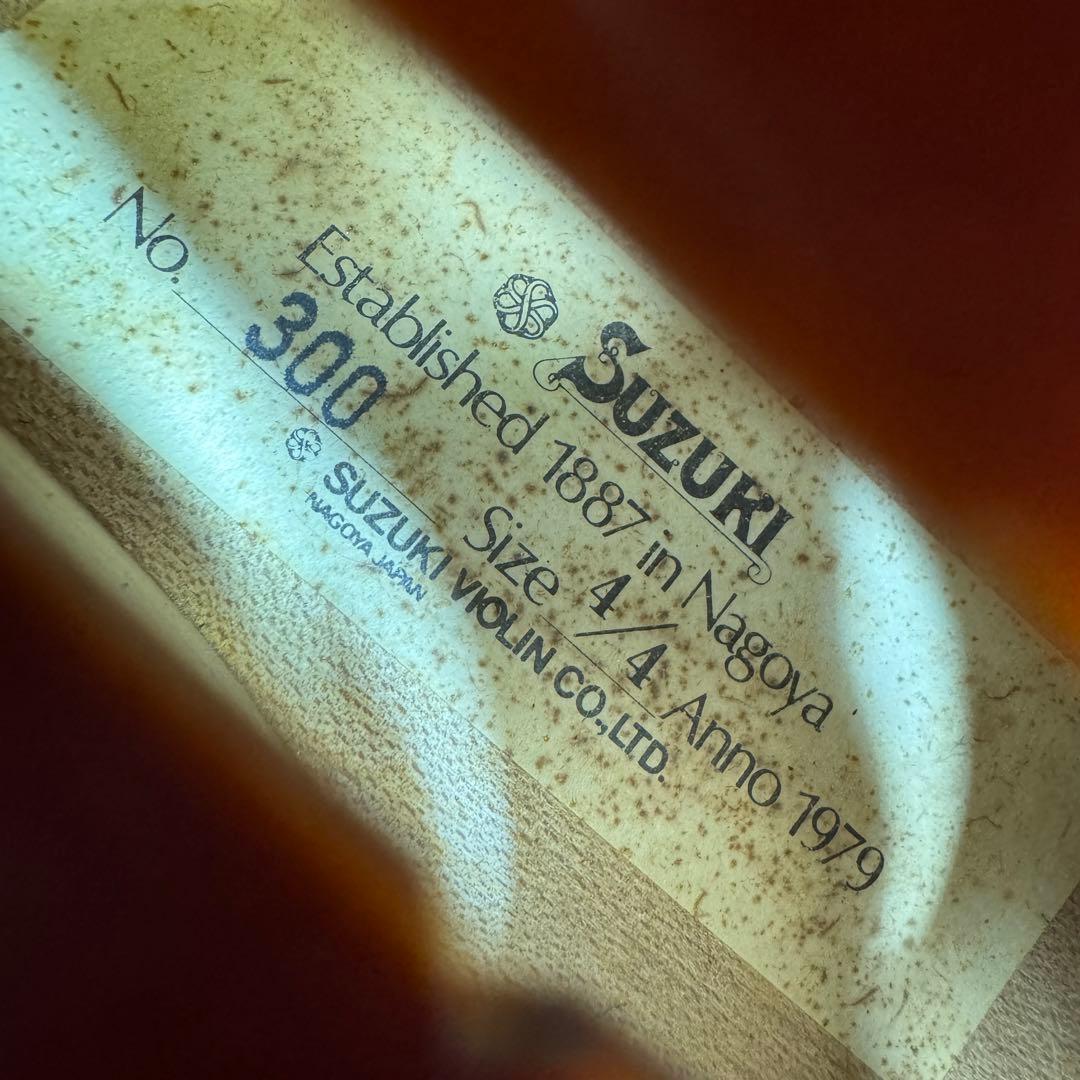 SUZUKI
Established 1887 in Nagoya
No. 300 Size 4/4 Anno 1979
SUZUKI VIOLIN CO.,LTD.
NAGOYA JAPAN